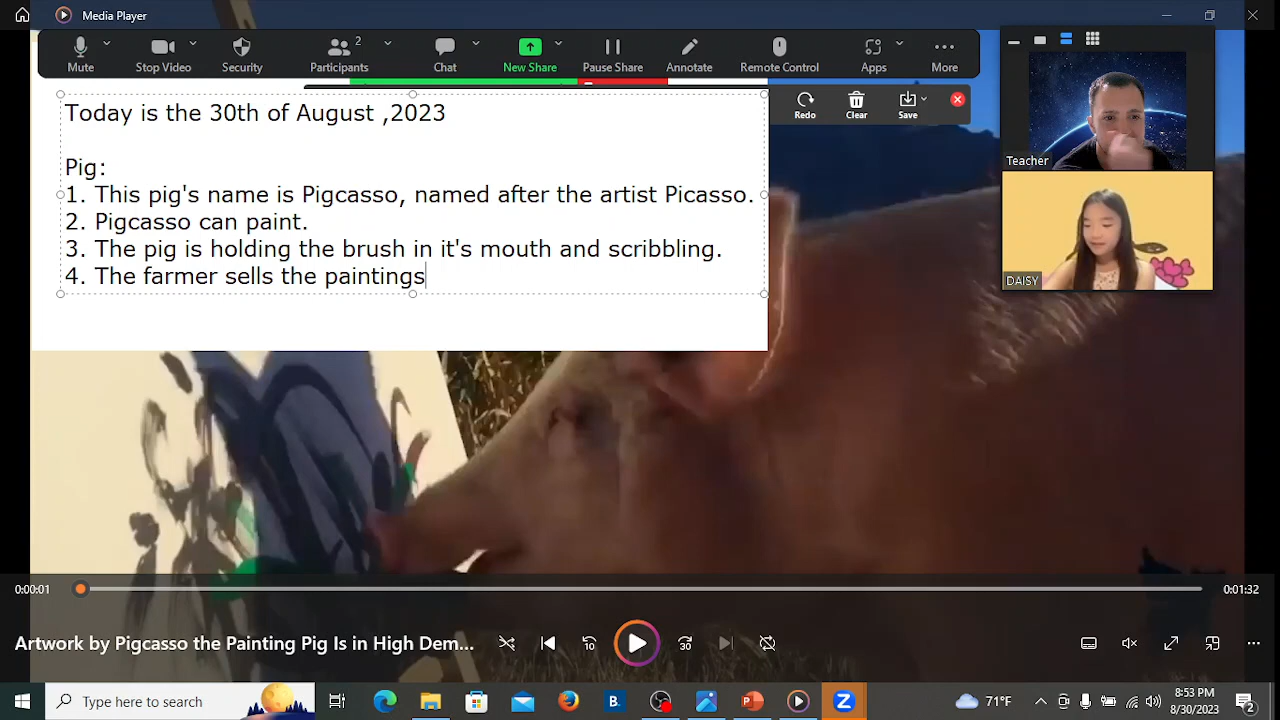 Media Player
Mute
Stop Video
Security
Participants
2
Chat
New Share
Pause Share
Annotate
Remote Control
Apps
More
Redo
Clear
Save
Today is the 30th of August ,2023
Pig:
1. This pig's name is Pigcasso, named after the artist Picasso.
2. Pigcasso can paint.
3. The pig is holding the brush in it's mouth and scribbling.
4. The farmer sells the paintings
Teacher
DAISY
0:00:01
0:01:32
Artwork by Pigcasso the Painting Pig Is in High Dem...
10
30
Type here to search
B.
71°F
8:53 PM
8/30/2023
2